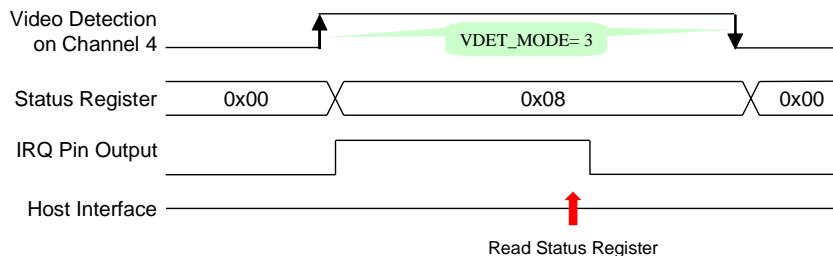 Video Detection
on Channel 4
VDET_MODE= 3
Status Register
0x00
0x08
0x00
IRQ Pin Output
Host Interface
Read Status Register